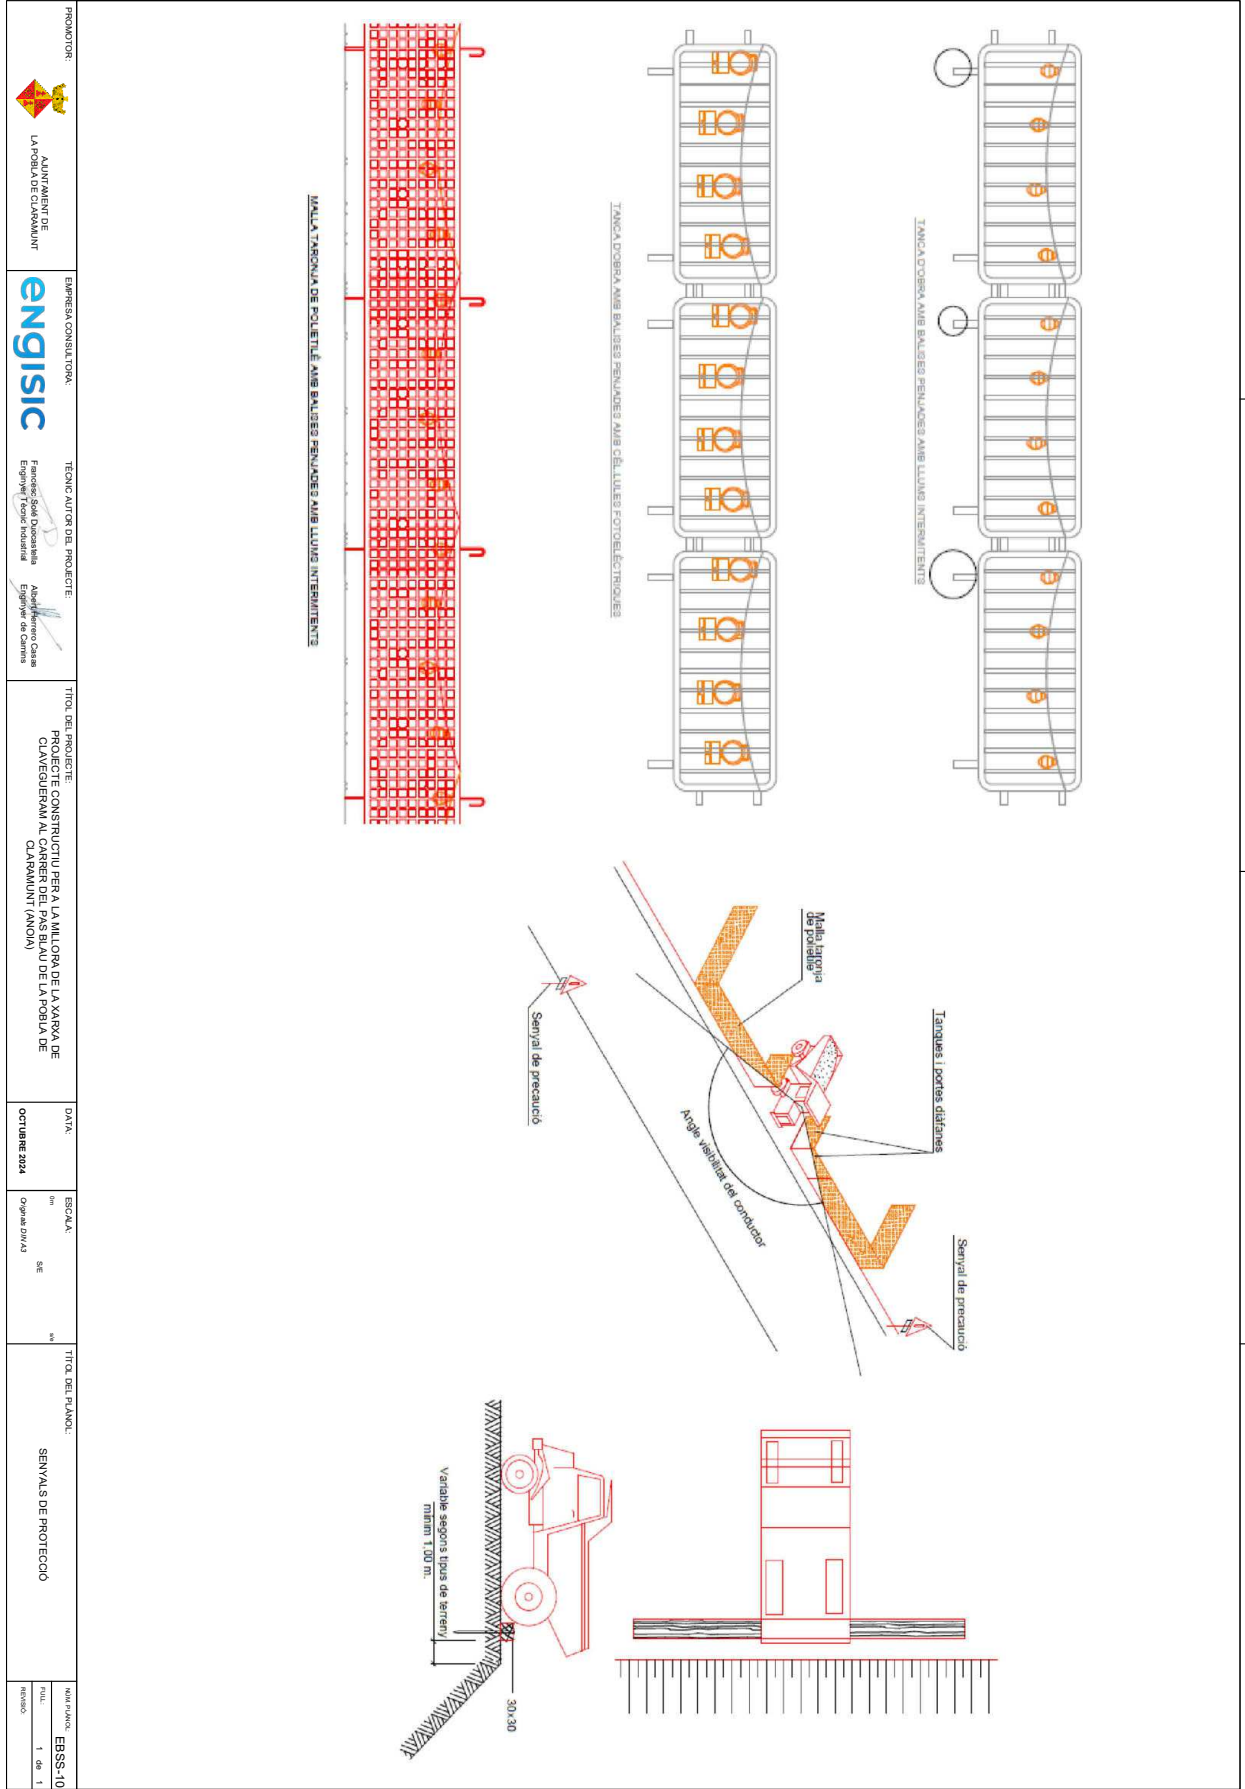 TANCA D'OBRA AMB BALISES PENJADES AMB LLUMS INTERMITENTS
TANCA D'OBRA AMB BALISES PENJADES AMB CÈL.LULES FOTOELÈCTRIQUES
MALLA TARONJA DE POLIETILÈ AMB BALISES PENJADES AMB LLUMS INTERMITENTS
Malla taronja
de polietilè
Tanques i portes diàfanes
Senyal de precaució
Angle visibilitat del conductor
Senyal de precaució
30x30
Variable segons tipus de terreny
mínim 1,00 m.
PROMOTOR:
AJUNTAMENT DE
LA POBLA DE CLARAMUNT
EMPRESA CONSULTORA:
engisic
TÈCNIC AUTOR DEL PROJECTE:
Francesc Solé Duocastella
Enginyer Tècnic Industrial
Albert Herrero Casas
Enginyer de Camins
TÍTOL DEL PROJECTE:
PROJECTE CONSTRUCTIU PER A LA MILLORA DE LA XARXA DE
CLAVEGUERAM AL CARRER DEL PAS BLAU DE LA POBLA DE
CLARAMUNT (ANOIA)
DATA:
OCTUBRE 2024
ESCALA:
0m
S/E
s/e
Originals DIN A3
TÍTOL DEL PLÀNOL:
SENYALS DE PROTECCIÓ
NÚM PLÀNOL: EBSS-10
FULL: 1 de 1
REVISIÓ: